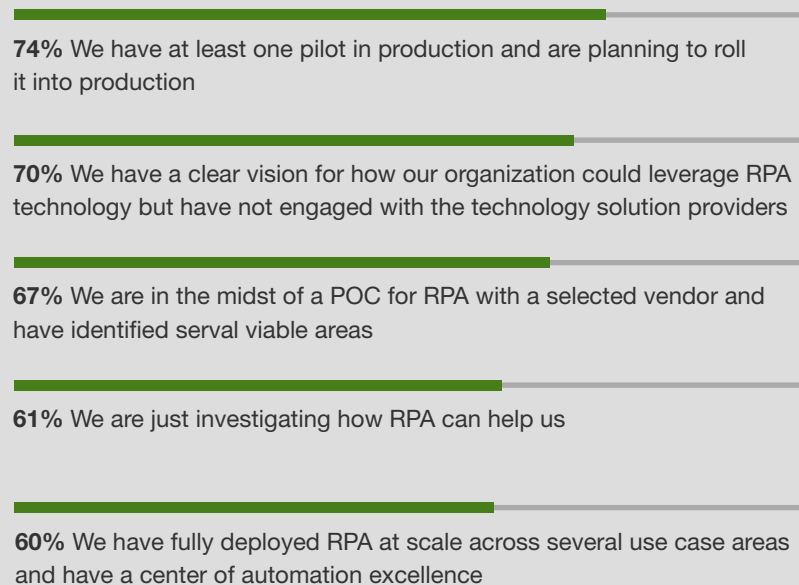 74% We have at least one pilot in production and are planning to roll
it into production
70% We have a clear vision for how our organization could leverage RPA
technology but have not engaged with the technology solution providers
67% We are in the midst of a POC for RPA with a selected vendor and
have identified serval viable areas
61% We are just investigating how RPA can help us
60% We have fully deployed RPA at scale across several use case areas
and have a center of automation excellence